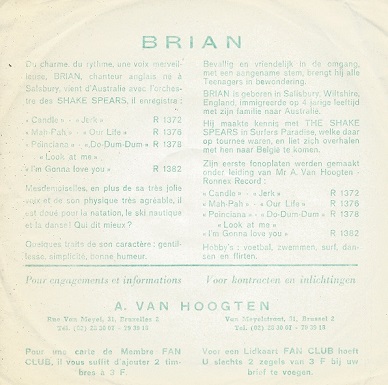 BRIAN
Du charme du rythme, une voix merveil-
leuse, BRIAN, chanteur anglais né à
Salsbury, vient d'Australie avec l'orches-
tre des SHAKE SPEARS, il enregistra :
« Candle » - « Jerk » R 1372
« Mah-Pah » - « Our Life » R 1376
« Poinciana » - « Do-Dum-Dum » R 1378
« Look at me »
« I'm Gonna love you » R 1382
Mesdemoiselles, en plus de sa très jolie
voix et de son physique très agréable, il
est doué pour la natation, le ski nautique
et la danse! Qui dit mieux ?
Quelques traits de son caractère : gentil-
lesse, simplicité, bonne humeur.
Bevallig en vriendelijk in de omgang,
met een aangename stem, brengt hij alle
Teenagers in bewondering.
BRIAN is geboren in Salisbury, Wiltshire,
England, immigreerde op 4 jarige leeftijd
met zijn familie naar Australie.
Hij maakte kennis met THE SHAKE
SPEARS in Surfers Paradise, welke daar
op tournee waren, en liet zich overhalen
met hen naar België te komen.
Zijn eerste fonoplaten werden gemaakt
onder leiding van Mr A. Van Hoogten -
Ronnex Record :
« Candle » - « Jerk » R 1372
« Mah-Pah » - « Our Life » R 1376
« Poinciana » - « Do-Dum-Dum » R 1378
« Look at me »
« I'm Gonna love you » R 1382
Hobby's : voetbal, zwemmen, surf, dan-
sen en flirten.
Pour engagements et informations
Voor kontracten en inlichtingen
A. VAN HOOGTEN
Rue Van Meyel, 21, Bruxelles 2
Van Meyelstraat, 21, Brussel 2
Pour une carte de Membre FAN
CLUB, il vous suffit d'ajouter 2 tim-
bres à 3 F.
Voor een Lidkaart FAN CLUB hoeft
U slechts 2 zegels van 3 F bij uw
brief te voegen.